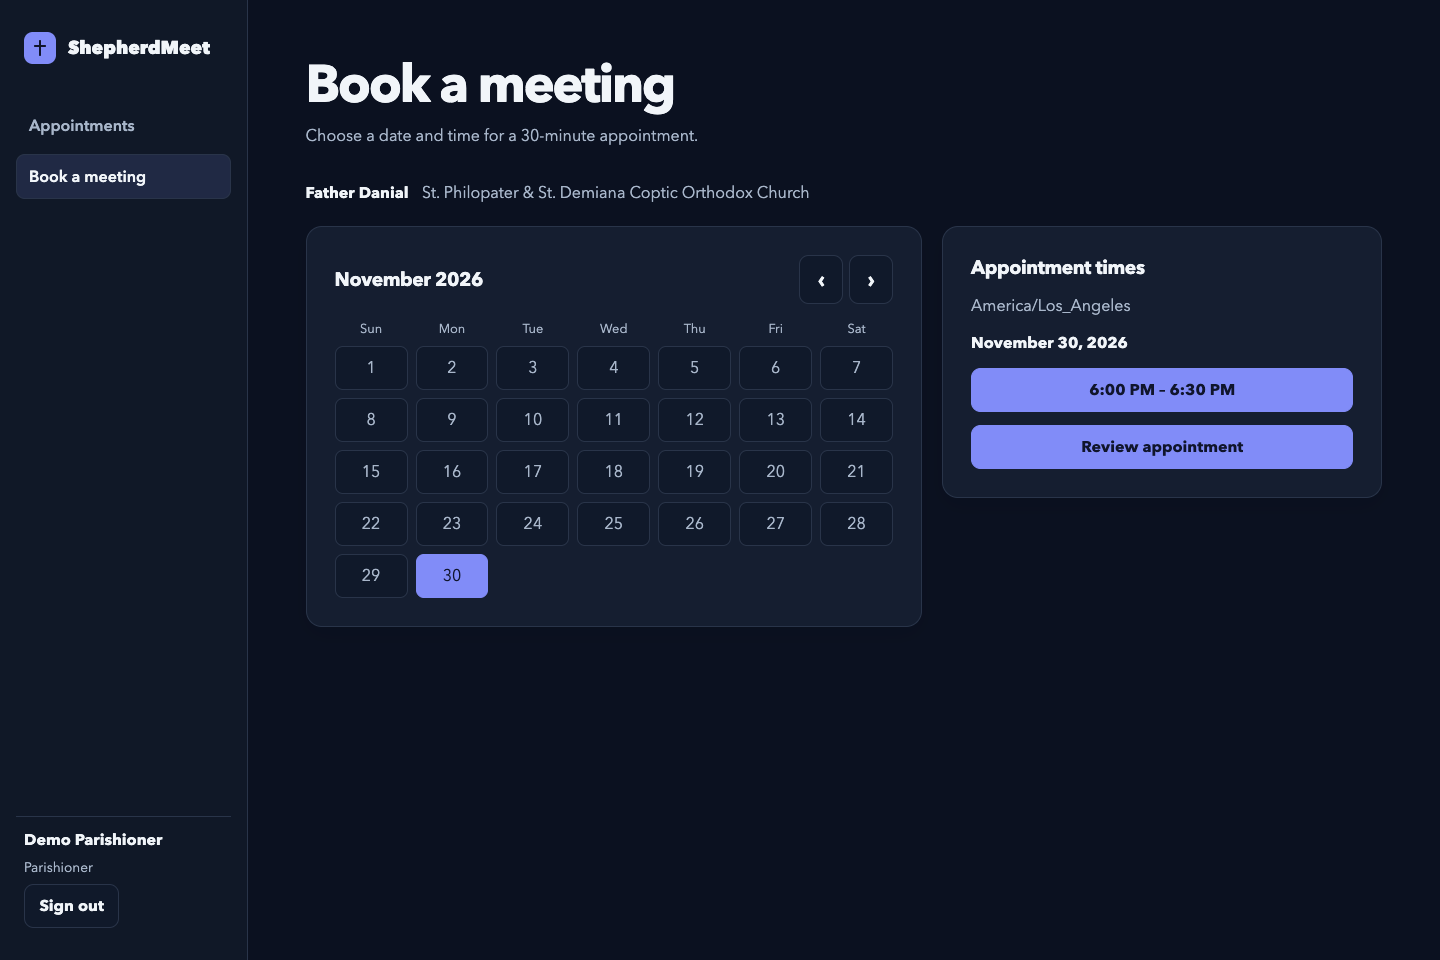 ShepherdMeet
Appointments
Book a meeting
Demo Parishioner
Parishioner
Sign out
Book a meeting
Choose a date and time for a 30-minute appointment.
Father Danial St. Philopater & St. Demiana Coptic Orthodox Church
November 2026 ‹ ›
Sun Mon Tue Wed Thu Fri Sat
1 2 3 4 5 6 7
8 9 10 11 12 13 14
15 16 17 18 19 20 21
22 23 24 25 26 27 28
29 30
Appointment times
America/Los_Angeles
November 30, 2026
6:00 PM – 6:30 PM
Review appointment